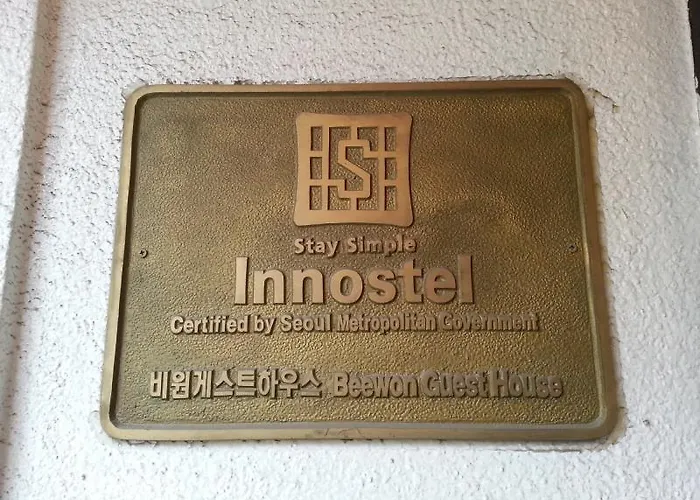 Stay Simple
Innostel
Certified by Seoul Metropolitan Government
비원게스트하우스 Beewon Guest House